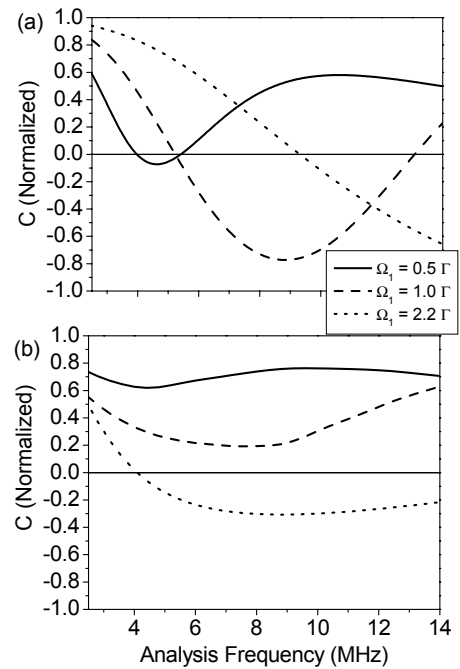 (a)
1.0
0.8
0.6
0.4
0.2
0.0
-0.2
-0.4
-0.6
-0.8
-1.0
C (Normalized)
Ω₁ = 0.5 Γ
Ω₁ = 1.0 Γ
Ω₁ = 2.2 Γ
(b)
1.0
0.8
0.6
0.4
0.2
0.0
-0.2
-0.4
-0.6
-0.8
-1.0
C (Normalized)
4 6 8 10 12 14
Analysis Frequency (MHz)